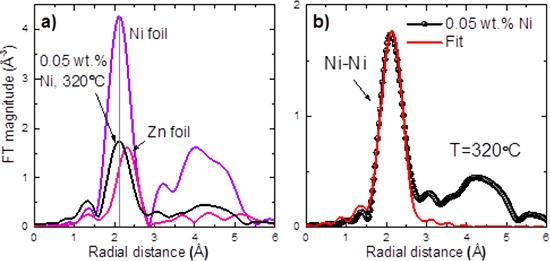 a)
Ni foil
0.05 wt.%
Ni, 320ºC
Zn foil
FT magnitude (Å-3)
4
3
2
1
0
0 1 2 3 4 5 6
Radial distance (Å)
b)
0.05 wt.% Ni
Fit
Ni-Ni
T=320ºC
2
1
0
0 1 2 3 4 5 6
Radial distance (Å)